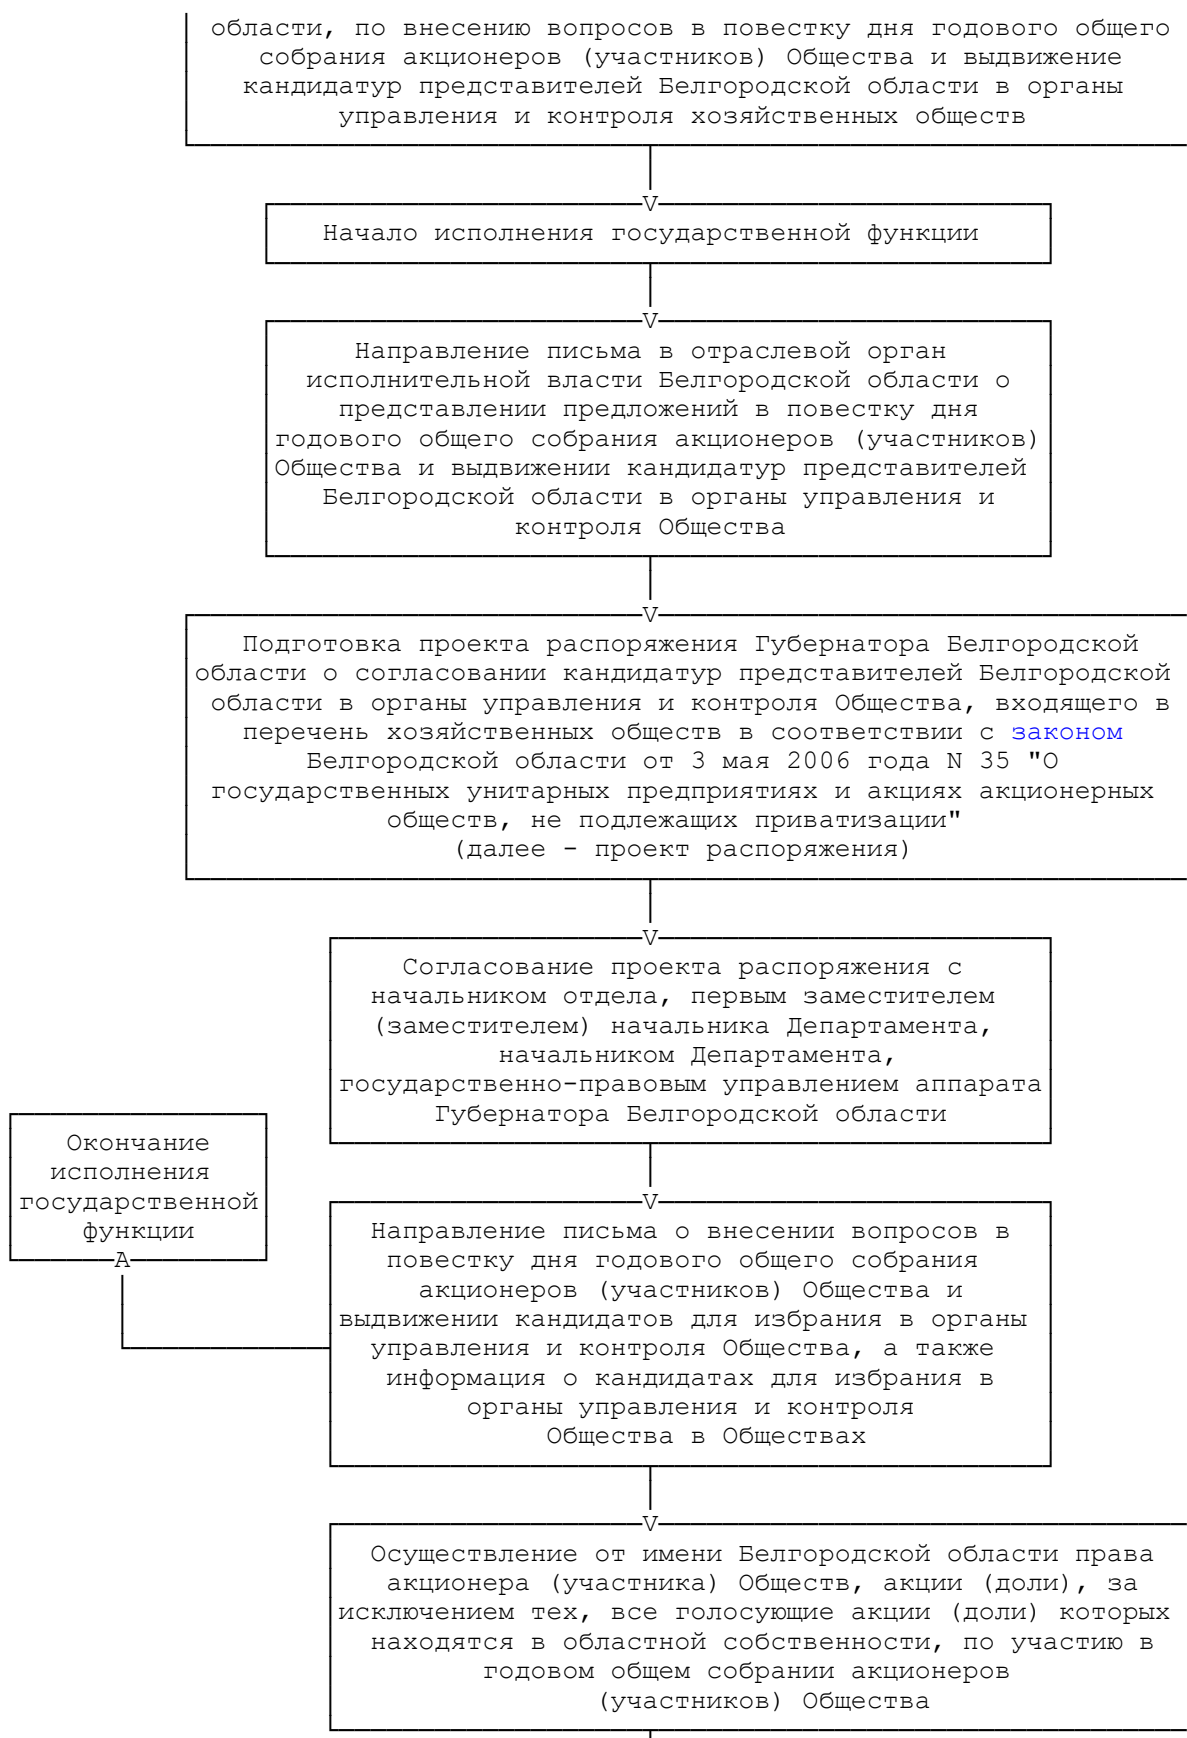 области, по внесению вопросов в повестку дня годового общего
собрания акционеров (участников) Общества и выдвижение
кандидатур представителей Белгородской области в органы
управления и контроля хозяйственных обществ
V
Начало исполнения государственной функции
V
Направление письма в отраслевой орган
исполнительной власти Белгородской области о
представлении предложений в повестку дня
годового общего собрания акционеров (участников)
Общества и выдвижении кандидатур представителей
Белгородской области в органы управления и
контроля Общества
V
Подготовка проекта распоряжения Губернатора Белгородской
области о согласовании кандидатур представителей Белгородской
области в органы управления и контроля Общества, входящего в
перечень хозяйственных обществ в соответствии с законом
Белгородской области от 3 мая 2006 года N 35 "О
государственных унитарных предприятиях и акциях акционерных
обществ, не подлежащих приватизации"
(далее - проект распоряжения)
V
Согласование проекта распоряжения с
начальником отдела, первым заместителем
(заместителем) начальника Департамента,
начальником Департамента,
государственно-правовым управлением аппарата
Губернатора Белгородской области
Окончание
исполнения
государственной
функции
A
V
Направление письма о внесении вопросов в
повестку дня годового общего собрания
акционеров (участников) Общества и
выдвижении кандидатов для избрания в органы
управления и контроля Общества, а также
информация о кандидатах для избрания в
органы управления и контроля
Общества в Обществах
V
Осуществление от имени Белгородской области права
акционера (участника) Обществ, акции (доли), за
исключением тех, все голосующие акции (доли) которых
находятся в областной собственности, по участию в
годовом общем собрании акционеров
(участников) Общества